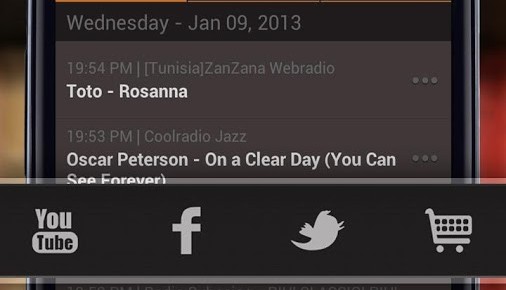 Wednesday - Jan 09, 2013
19:54 PM | [Tunisia]ZanZana Webradio
Toto - Rosanna
19:53 PM | Coolradio Jazz
Oscar Peterson - On a Clear Day (You Can
See Forever)
You
Tube